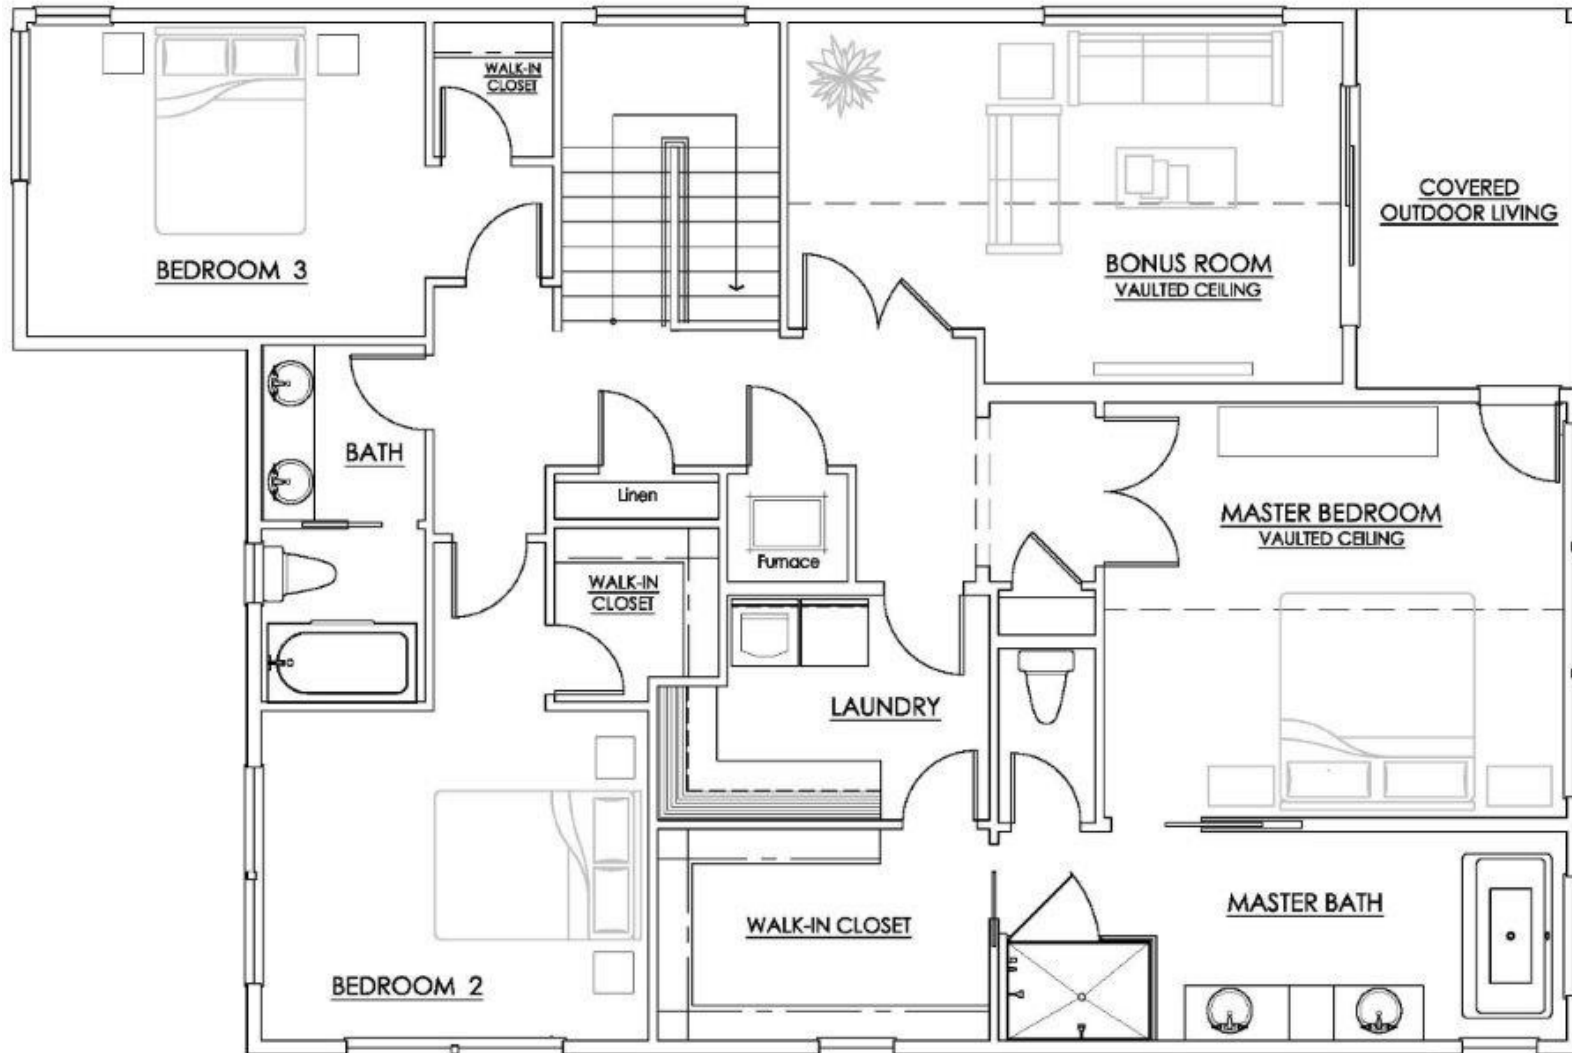 WALK-IN
CLOSET
COVERED
OUTDOOR LIVING
BEDROOM 3
BONUS ROOM
VAULTED CEILING
BATH
Linen
MASTER BEDROOM
VAULTED CEILING
Furnace
WALK-IN
CLOSET
LAUNDRY
MASTER BATH
WALK-IN CLOSET
BEDROOM 2